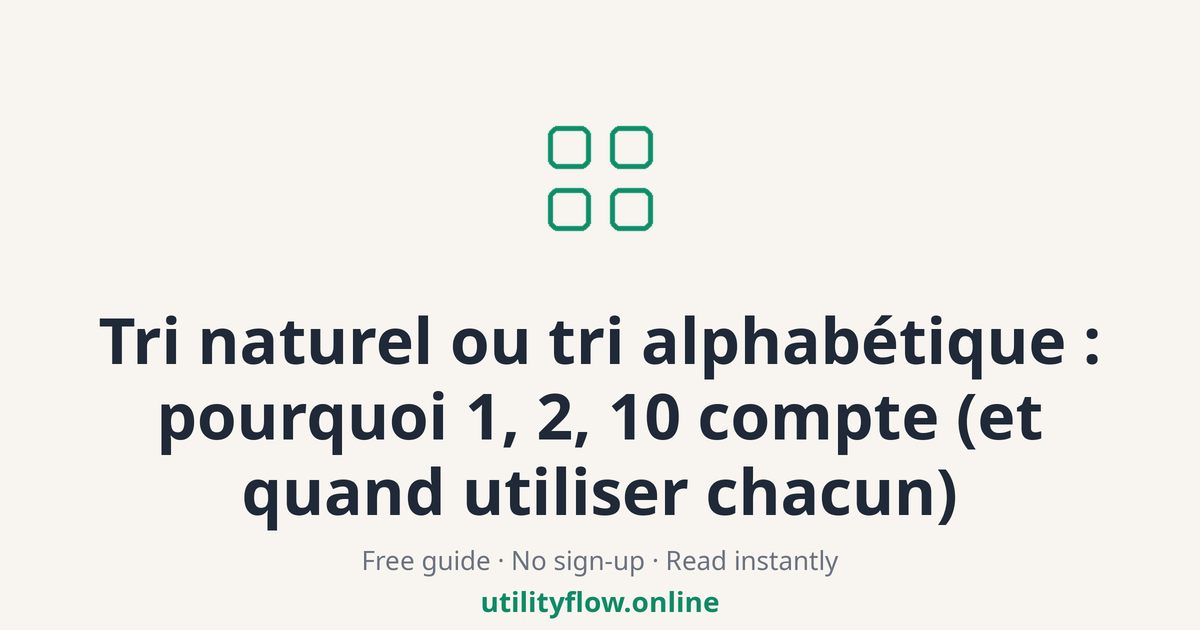 Tri naturel ou tri alphabétique :
pourquoi 1, 2, 10 compte (et
quand utiliser chacun)
Free guide · No sign-up · Read instantly
utilityflow.online